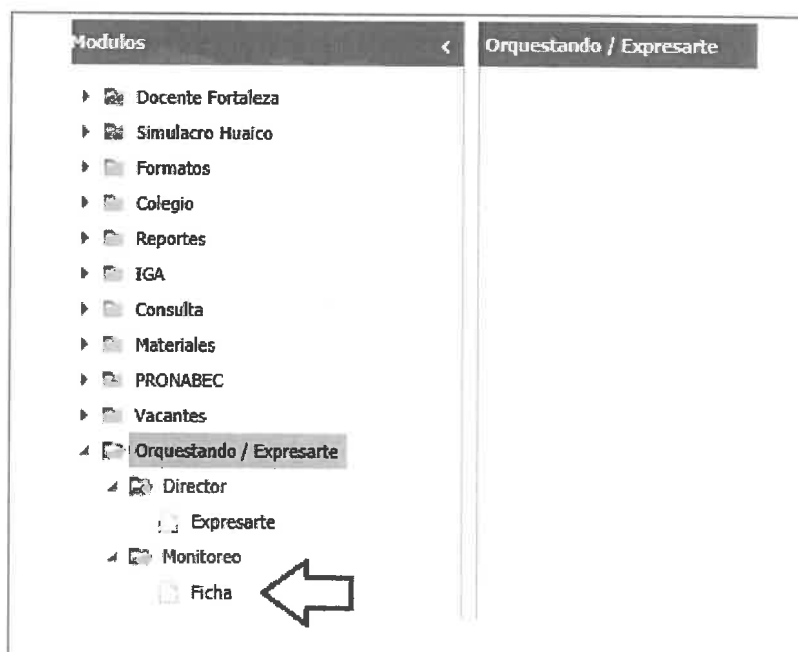 Modulos
Orquestando / Expresarte
Docente Fortaleza
Simulacro Huaico
Formatos
Colegio
Reportes
IGA
Consulta
Materiales
PRONABEC
Vacantes
Orquestando / Expresarte
Director
Expresarte
Monitoreo
Ficha